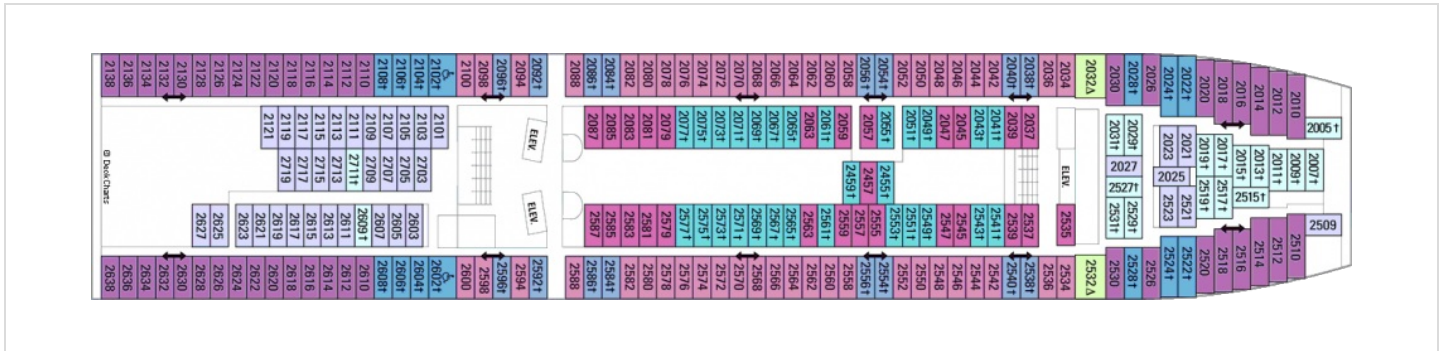 2138 2136 2134 2132 2130 2128 2126 2124 2122 2120 2118 2116 2114 2112 2110 2108† 2106† 2104† 2102† 2100 2098 2096† 2094 2092† 2088 2086† 2084† 2082 2080 2078 2076 2074 2072 2070 2068 2066 2064 2062 2060 2058 2056† 2054† 2052 2050 2048 2046 2044 2042 2040† 2038† 2036 2034 2032△ 2030 2028† 2026 2024† 2022† 2020 2018 2016 2014 2012 2010
2005†
2121 2119 2117 2115 2113 2111 2109 2107 2105 2103 2101
ELEV.
2087 2085 2083 2081 2079 2077† 2075† 2073† 2071† 2069† 2067† 2065† 2063 2061† 2059 2057 2055† 2051† 2049† 2047 2045 2043† 2041† 2039 2037
2031† 2029†
2023 2021 2019† 2017† 2015† 2013† 2011† 2009† 2007†
2027
ELEV.
© Deck Charts
2719 2717 2715 2713 2711† 2709 2707 2705 2703
2459† 2457 2455†
2025
2527†
2519† 2517† 2515†
2627 2625 2623 2621 2619 2617 2615 2613 2611 2609† 2607 2605 2603
ELEV.
2587 2585 2583 2581 2579 2577† 2575† 2573† 2571† 2569† 2567† 2565† 2563 2561† 2559 2557 2555 2553† 2551† 2549† 2547 2545 2543† 2541† 2539 2537 2535
2531† 2529†
2523 2521
2509
2638 2636 2634 2632 2630 2628 2626 2624 2622 2620 2618 2616 2614 2612 2610 2608† 2606† 2604† 2602† 2600 2598 2596† 2594 2592† 2588 2586† 2584† 2582 2580 2578 2576 2574 2572 2570 2568 2566 2564 2562 2560 2558 2556† 2554† 2552 2550 2548 2546 2544 2542 2540† 2538† 2536 2534 2532△ 2530 2528† 2526 2524† 2522† 2520 2518 2516 2514 2512 2510